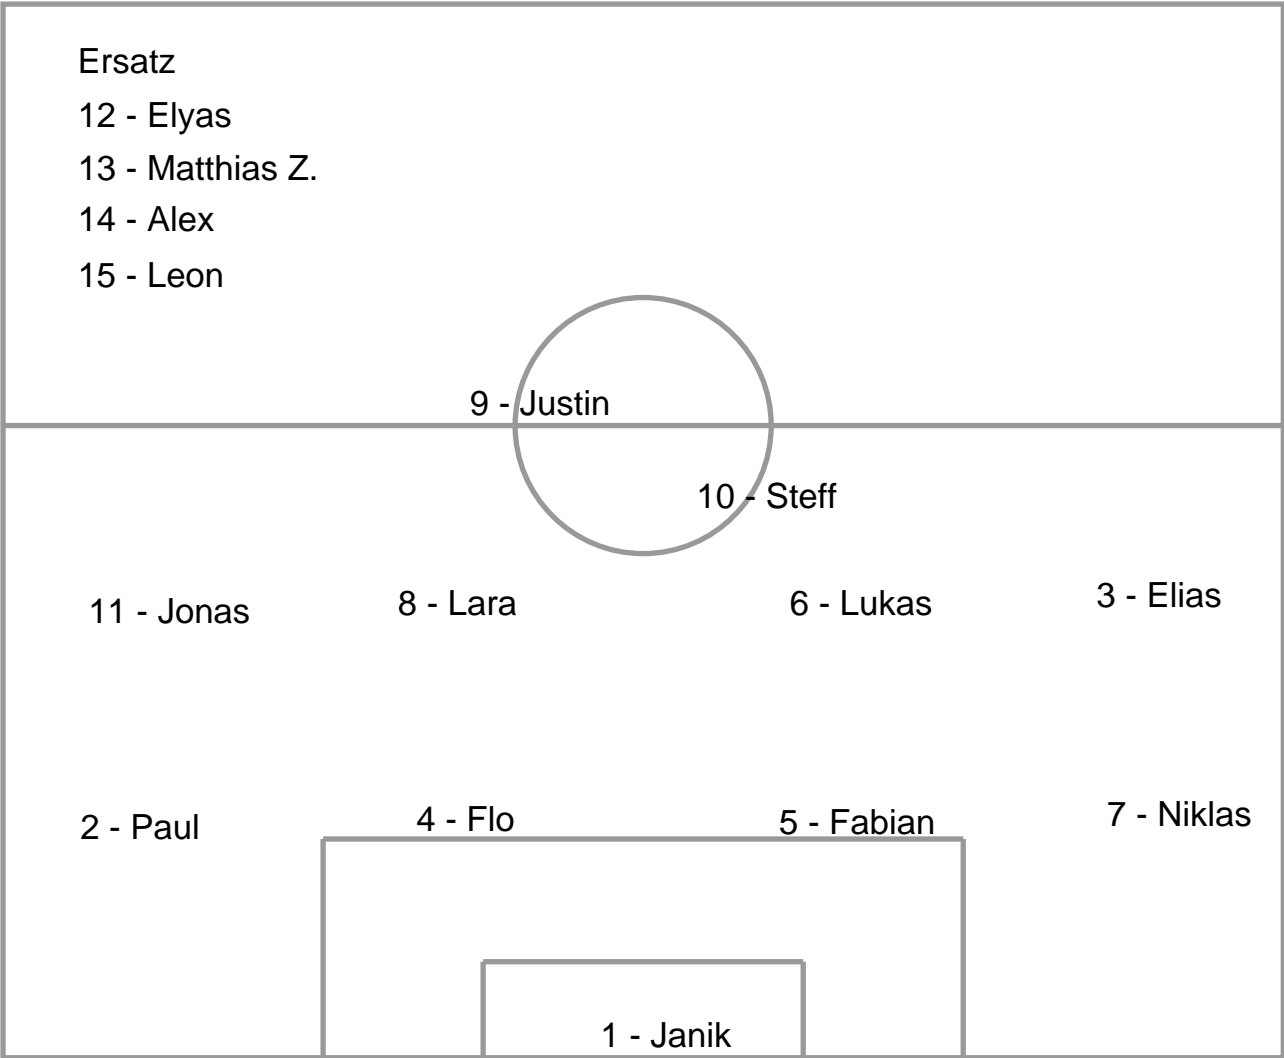 Ersatz
12 - Elyas
13 - Matthias Z.
14 - Alex
15 - Leon
9 - Justin
10 - Steff
11 - Jonas
8 - Lara
6 - Lukas
3 - Elias
2 - Paul
4 - Flo
5 - Fabian
7 - Niklas
1 - Janik